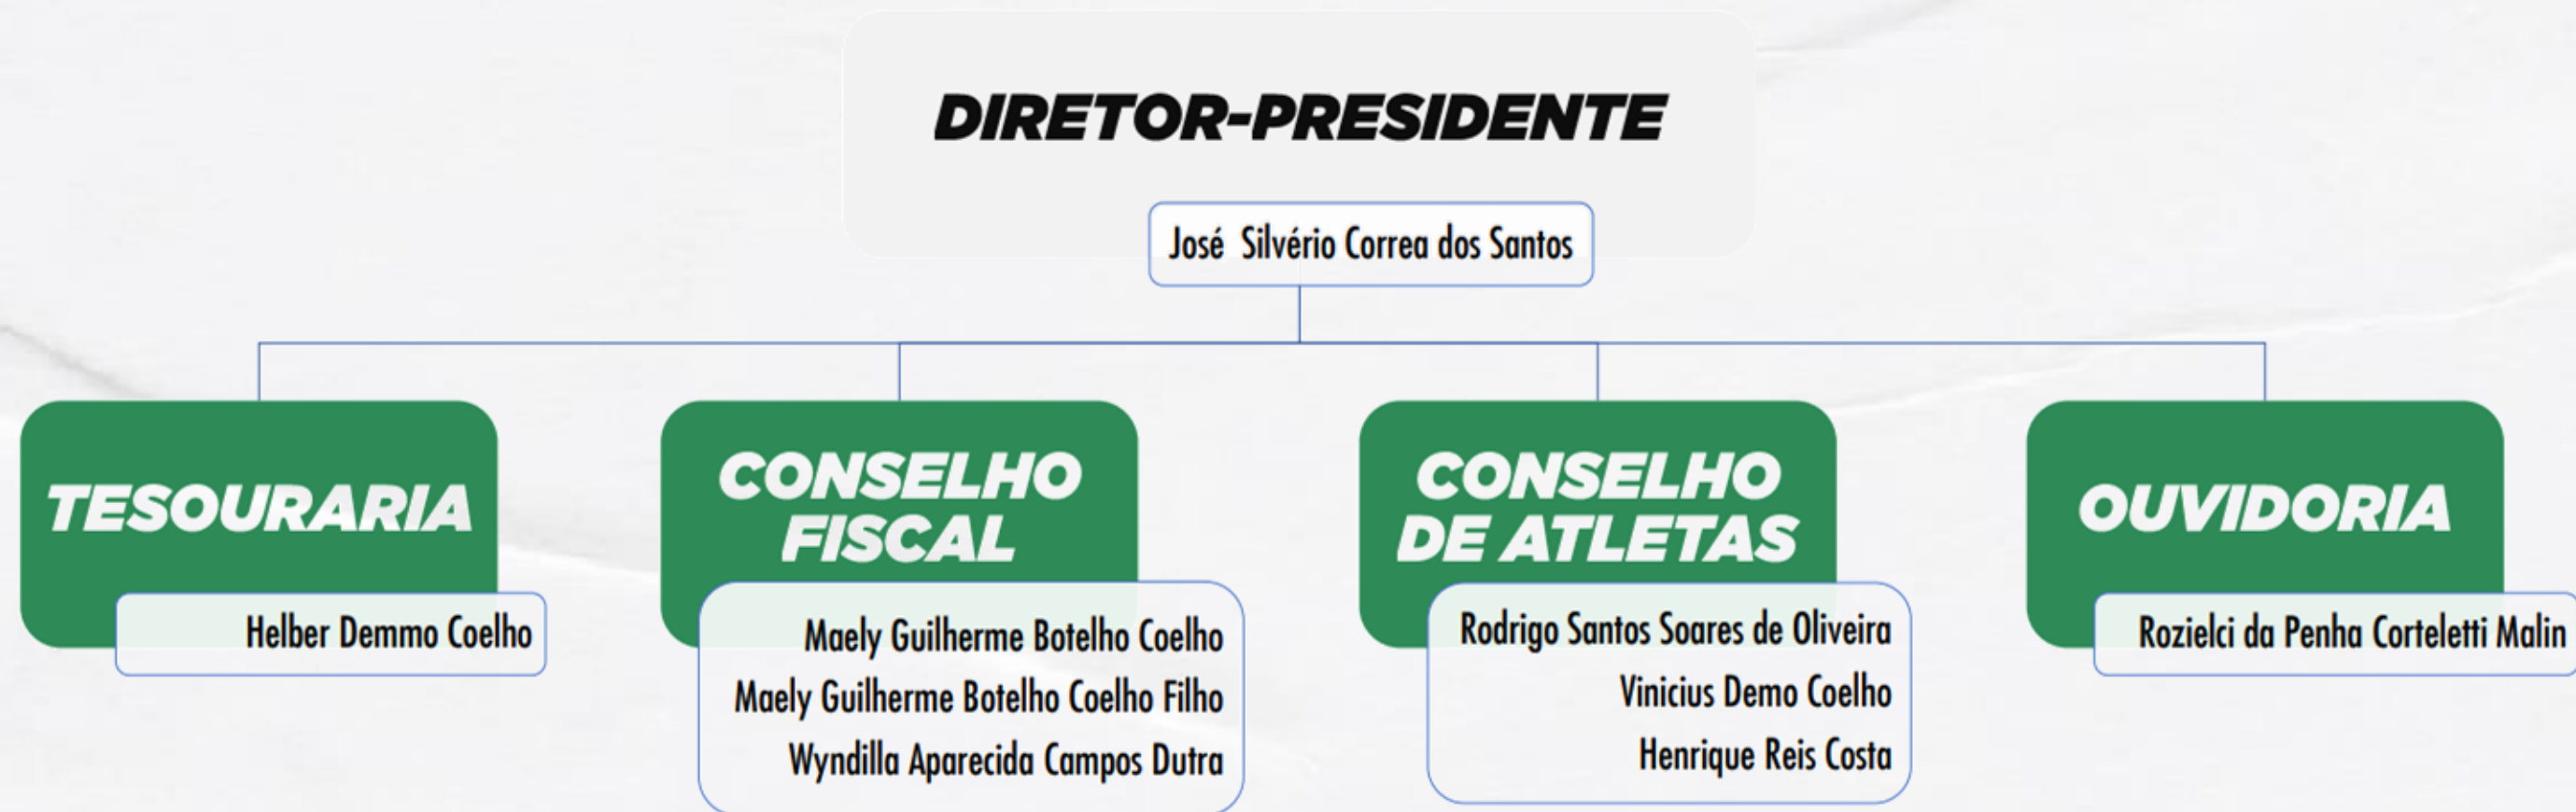 DIRETOR-PRESIDENTE
José Silvério Correa dos Santos
TESOURARIA
Helber Demmo Coelho
CONSELHO
FISCAL
Maely Guilherme Botelho Coelho
Maely Guilherme Botelho Coelho Filho
Wyndilla Aparecida Campos Dutra
CONSELHO
DE ATLETAS
Rodrigo Santos Soares de Oliveira
Vinicius Demo Coelho
Henrique Reis Costa
OUVIDORIA
Rozielci da Penha Corteletti Malin